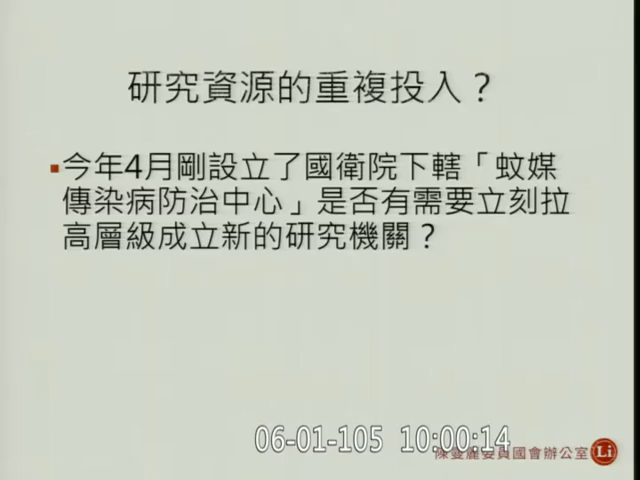 研究資源的重複投入？
▪今年4月剛設立了國衛院下轄「蚊媒
傳染病防治中心」是否有需要立刻拉
高層級成立新的研究機關？
06-01-105 10:00:14
國會辦公室 Li